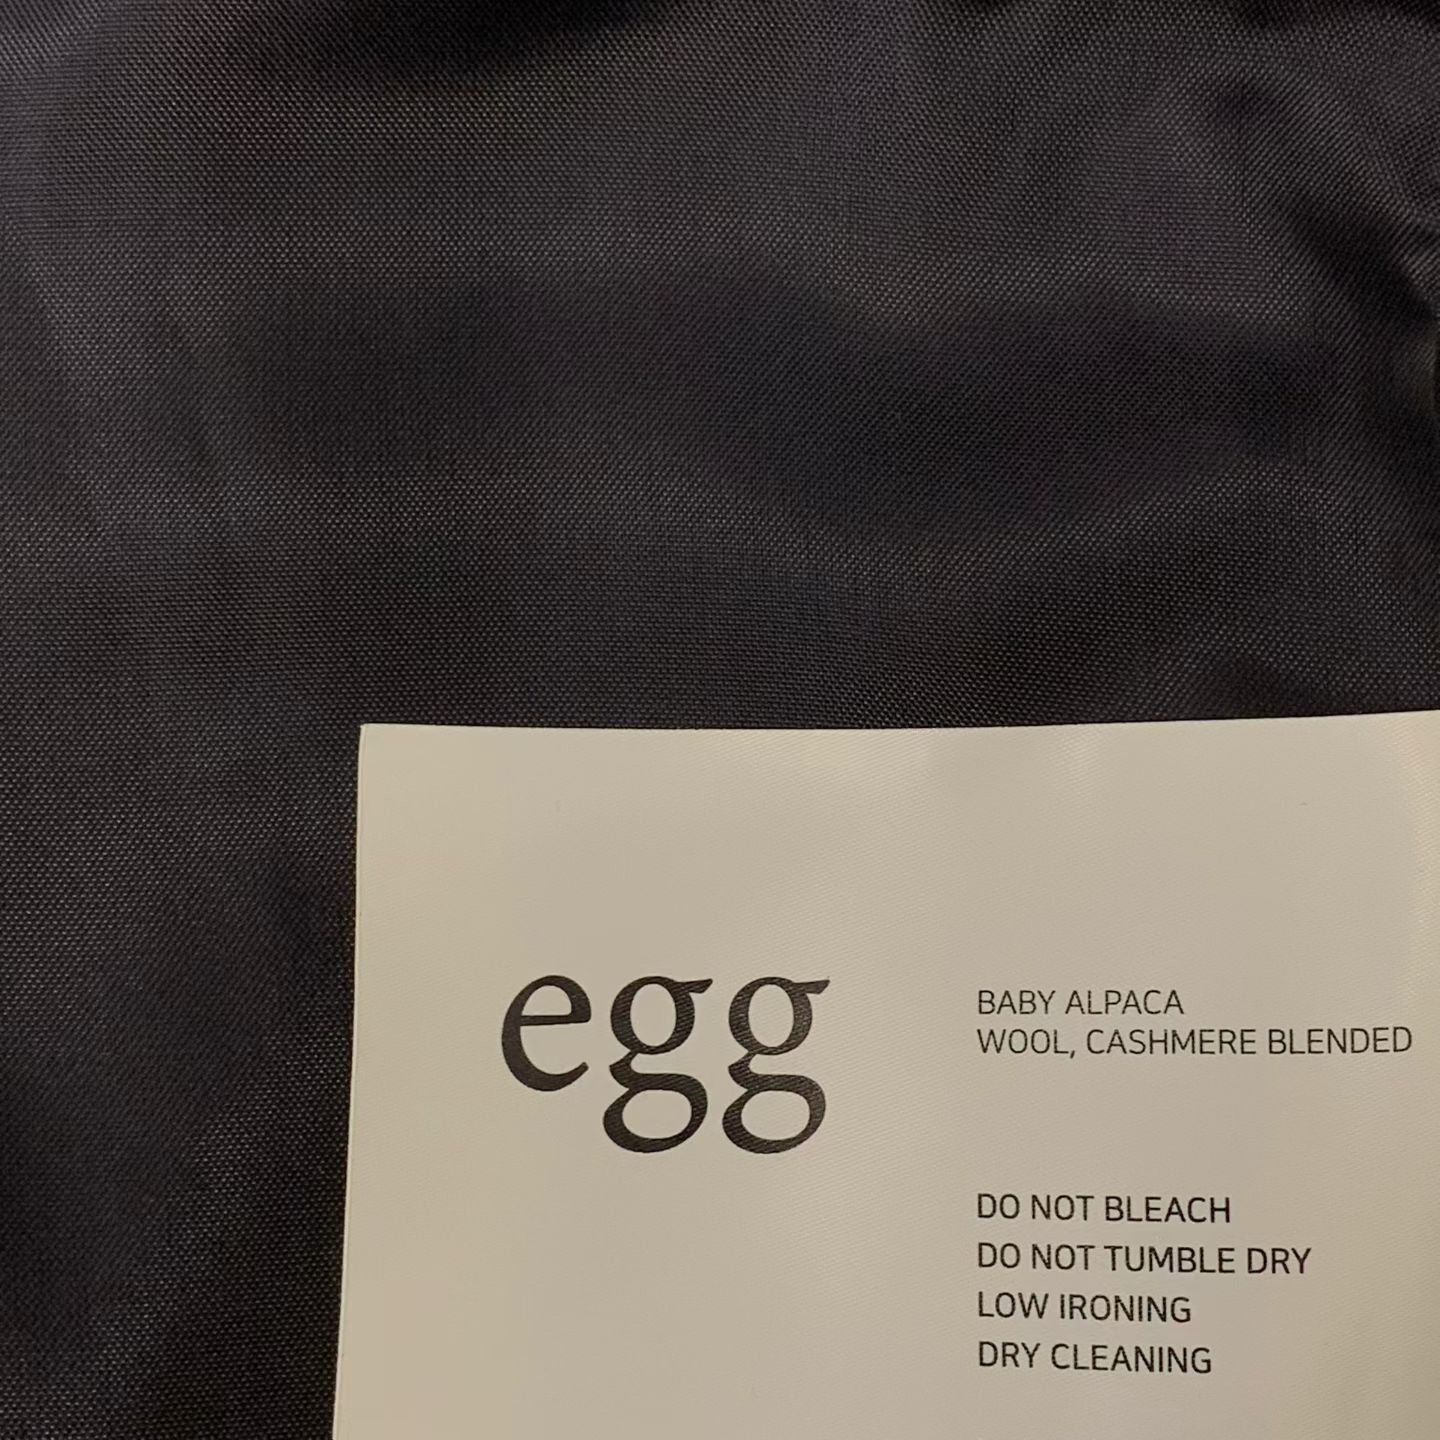 egg
BABY ALPACA
WOOL, CASHMERE BLENDED
DO NOT BLEACH
DO NOT TUMBLE DRY
LOW IRONING
DRY CLEANING